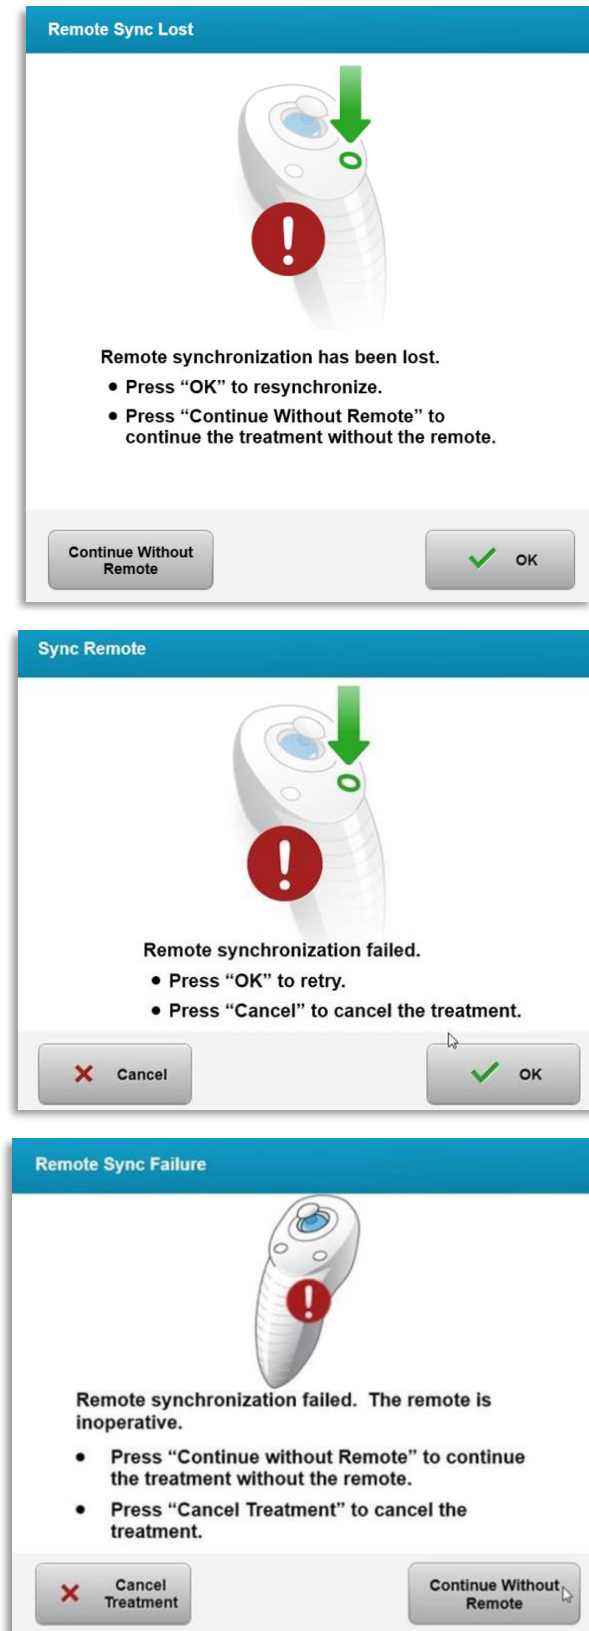 Remote Sync Lost
Remote synchronization has been lost.
• Press “OK” to resynchronize.
• Press “Continue Without Remote” to
continue the treatment without the remote.
Continue Without
Remote
OK
Sync Remote
Remote synchronization failed.
• Press “OK” to retry.
• Press “Cancel” to cancel the treatment.
Cancel
OK
Remote Sync Failure
Remote synchronization failed.  The remote is
inoperative.
• Press “Continue without Remote” to continue
the treatment without the remote.
• Press “Cancel Treatment” to cancel the
treatment.
Cancel
Treatment
Continue Without
Remote